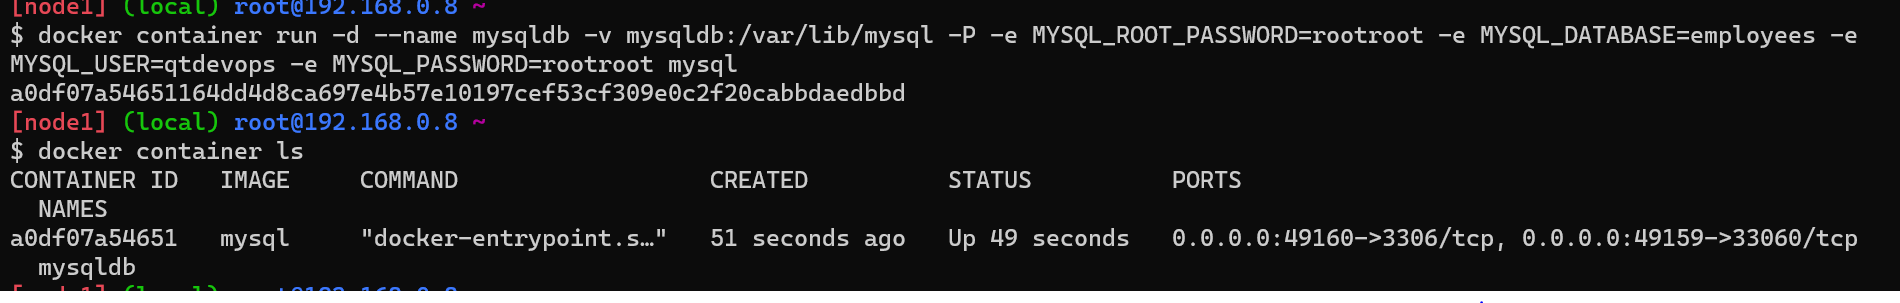 [node1] (local) root@192.168.0.8 ~
$ docker container run -d --name mysqldb -v mysqldb:/var/lib/mysql -P -e MYSQL_ROOT_PASSWORD=rootroot -e MYSQL_DATABASE=employees -e
MYSQL_USER=qtdevops -e MYSQL_PASSWORD=rootroot mysql
a0df07a54651164dd4d8ca697e4b57e10197cef53cf309e0c2f20cabbdaedbbd
[node1] (local) root@192.168.0.8 ~
$ docker container ls
CONTAINER ID   IMAGE     COMMAND                  CREATED          STATUS          PORTS
  NAMES
a0df07a54651   mysql     "docker-entrypoint.s…"   51 seconds ago   Up 49 seconds   0.0.0.0:49160->3306/tcp, 0.0.0.0:49159->33060/tcp
  mysqldb